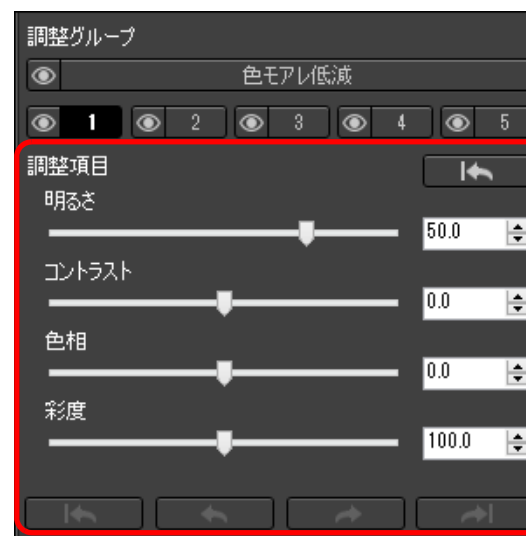 調整グループ
色モアレ低減
1 2 3 4 5
調整項目
明るさ
50.0
コントラスト
0.0
色相
0.0
彩度
100.0